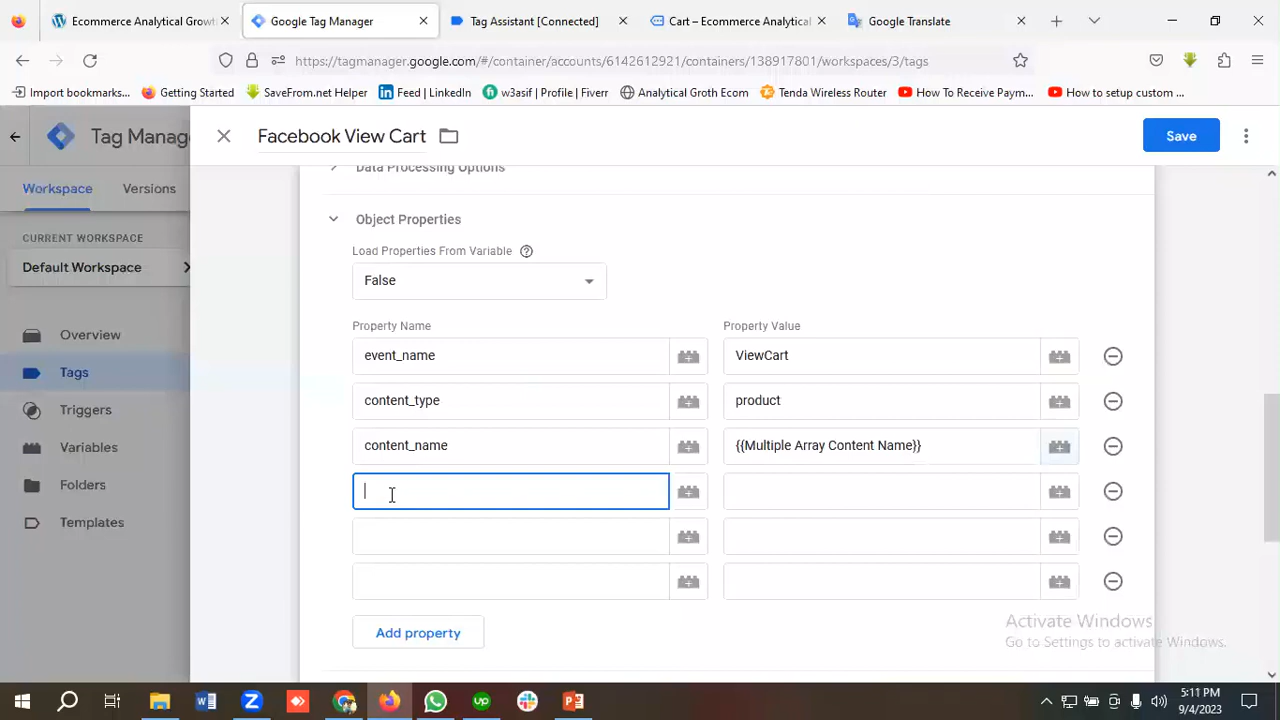 Ecommerce Analytical Growt
Google Tag Manager
Tag Assistant [Connected]
Cart – Ecommerce Analytical
Google Translate
https://tagmanager.google.com/#/container/accounts/6142612921/containers/138917801/workspaces/3/tags
Import bookmarks...
Getting Started
SaveFrom.net Helper
Feed | LinkedIn
w3asif | Profile | Fiverr
Analytical Groth Ecom
Tenda Wireless Router
How To Receive Paym...
How to setup custom ...
Tag Manag
Facebook View Cart
Save
Workspace
Versions
Data Processing Options
CURRENT WORKSPACE
Default Workspace
Overview
Tags
Triggers
Variables
Folders
Templates
Object Properties
Load Properties From Variable
False
Property Name
Property Value
event_name
ViewCart
content_type
product
content_name
{{Multiple Array Content Name}}
Add property
Activate Windows
Go to Settings to activate Windows.
5:11 PM
9/4/2023